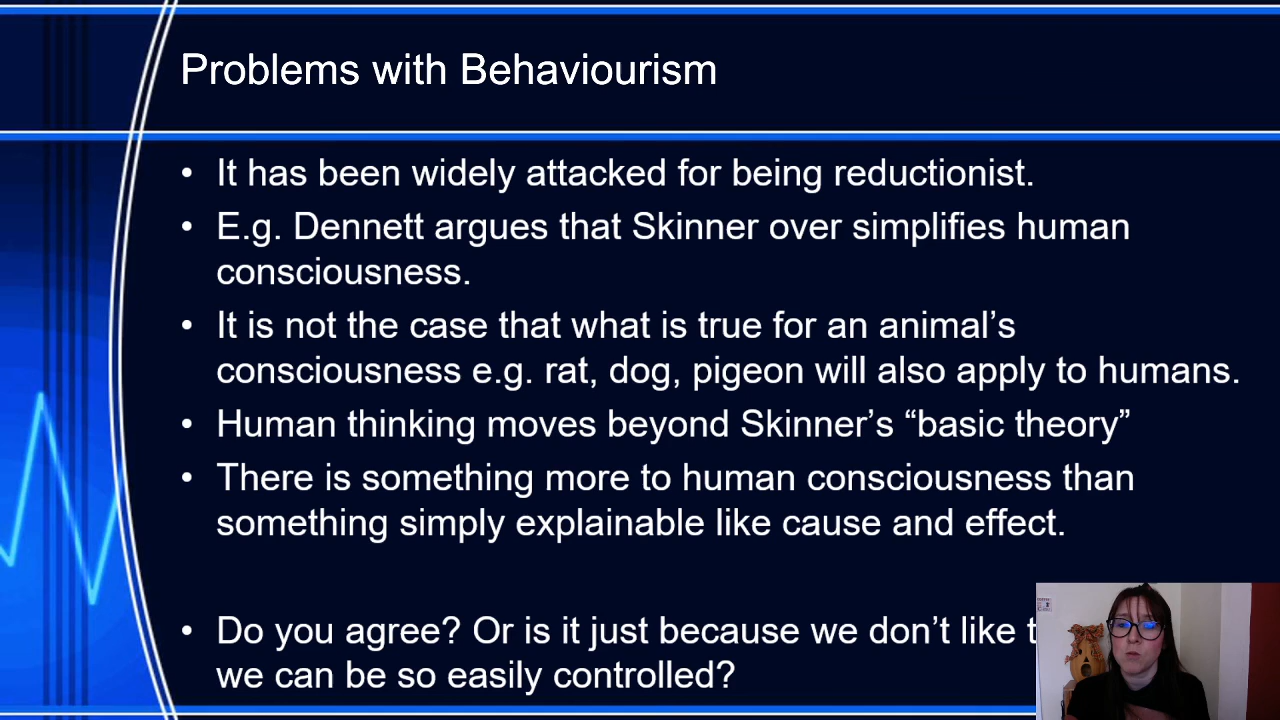 Problems with Behaviourism
• It has been widely attacked for being reductionist.
• E.g. Dennett argues that Skinner over simplifies human
consciousness.
• It is not the case that what is true for an animal’s
consciousness e.g. rat, dog, pigeon will also apply to humans.
• Human thinking moves beyond Skinner’s “basic theory”
• There is something more to human consciousness than
something simply explainable like cause and effect.
• Do you agree? Or is it just because we don’t like
we can be so easily controlled?